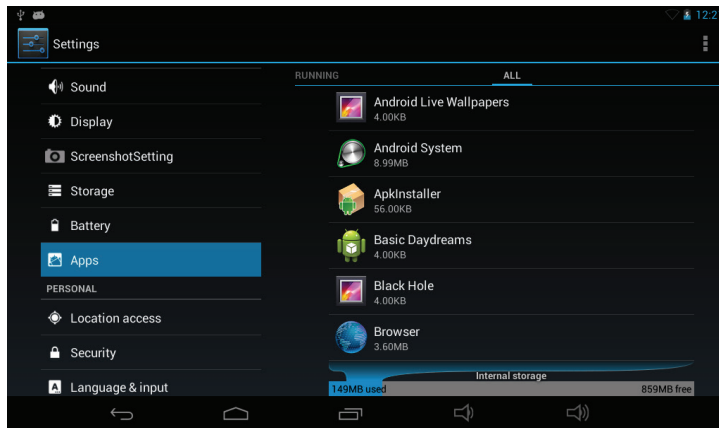 12:2
Settings
Sound
Display
ScreenshotSetting
Storage
Battery
Apps
PERSONAL
Location access
Security
Language & input
RUNNING
ALL
Android Live Wallpapers
4.00KB
Android System
8.99MB
ApkInstaller
56.00KB
Basic Daydreams
4.00KB
Black Hole
4.00KB
Browser
3.60MB
Internal storage
149MB used
859MB free